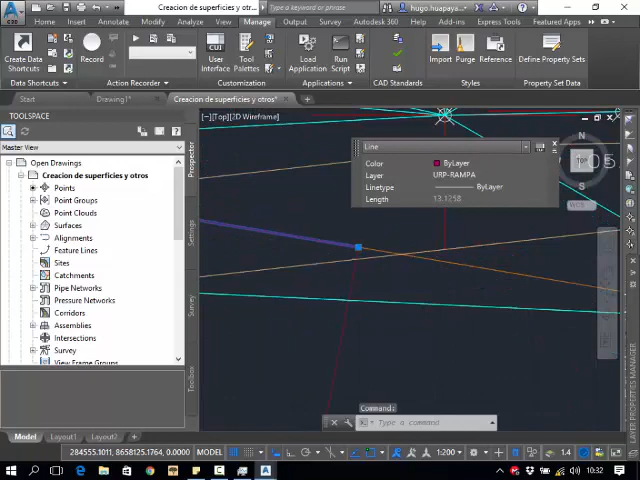 Creacion de superficies y otr...
Type a keyword or phrase
hugo.huapaya...
Home Insert Annotate Modify Analyze View Manage Output Survey Autodesk 360 Help Add-ins Express Tools Featured Apps
Create Data Shortcuts
Record
User Interface
Tool Palettes
Load Application
Run Script
Import
Purge
Reference
Define Property Sets
Data Shortcuts Action Recorder Customization Applications CAD Standards Styles Property Set Data
Start Drawing1* Creacion de superficies y otros*
TOOLSPACE
[−][Top][2D Wireframe]
Master View
Open Drawings
Creacion de superficies y otros
Points
Point Groups
Point Clouds
Surfaces
Alignments
Feature Lines
Sites
Catchments
Pipe Networks
Pressure Networks
Corridors
Assemblies
Intersections
Survey
View Frame Groups
Prospector
Settings
Survey
Toolbox
Line
Color ByLayer
Layer URP-RAMPA
Linetype ByLayer
Length 13.1258
N
TOP
S
WCS
LAYER PROPERTIES MANAGER
Command:
Type a command
Model Layout1 Layout2
284555.1011, 8658125.1764, 0.0000 MODEL 1:200 1.4
10:32